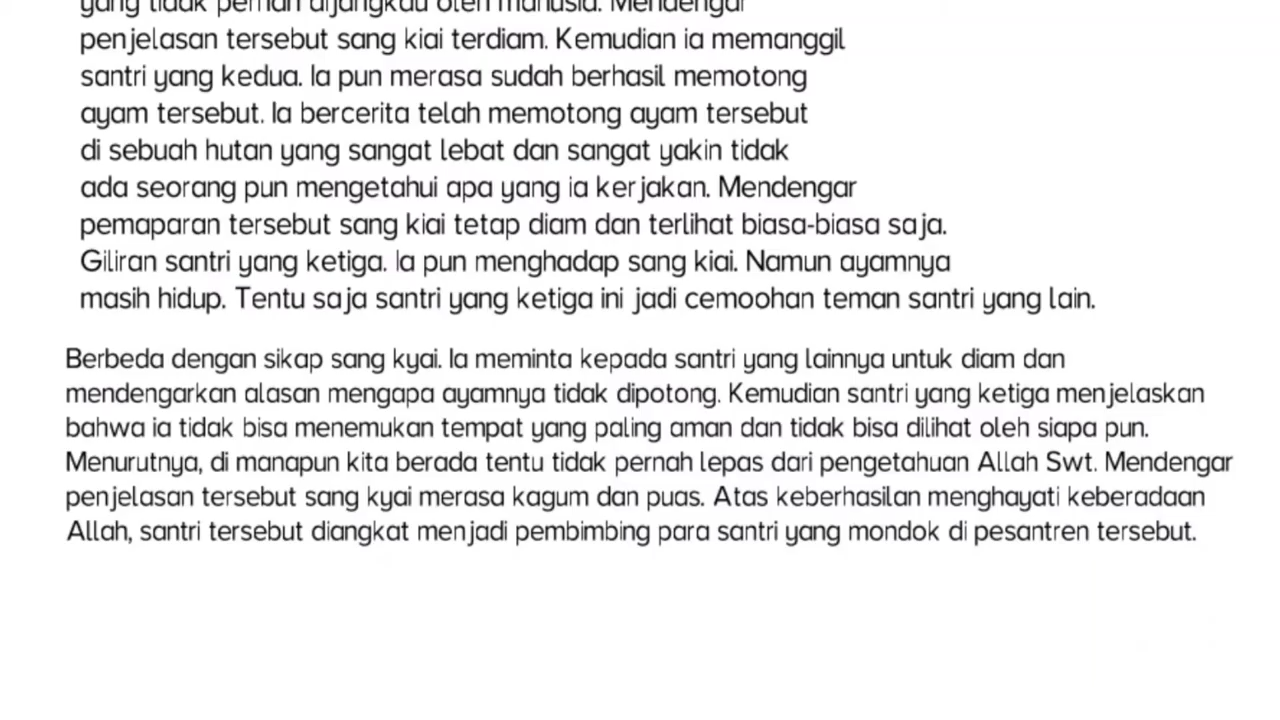 yang tidak pernah dijangkau oleh manusia. Mendengar
penjelasan tersebut sang kiai terdiam. Kemudian ia memanggil
santri yang kedua. Ia pun merasa sudah berhasil memotong
ayam tersebut. Ia bercerita telah memotong ayam tersebut
di sebuah hutan yang sangat lebat dan sangat yakin tidak
ada seorang pun mengetahui apa yang ia kerjakan. Mendengar
pemaparan tersebut sang kiai tetap diam dan terlihat biasa-biasa saja.
Giliran santri yang ketiga. Ia pun menghadap sang kiai. Namun ayamnya
masih hidup. Tentu saja santri yang ketiga ini jadi cemoohan teman santri yang lain.
Berbeda dengan sikap sang kyai. Ia meminta kepada santri yang lainnya untuk diam dan
mendengarkan alasan mengapa ayamnya tidak dipotong. Kemudian santri yang ketiga menjelaskan
bahwa ia tidak bisa menemukan tempat yang paling aman dan tidak bisa dilihat oleh siapa pun.
Menurutnya, di manapun kita berada tentu tidak pernah lepas dari pengetahuan Allah Swt. Mendengar
penjelasan tersebut sang kyai merasa kagum dan puas. Atas keberhasilan menghayati keberadaan
Allah, santri tersebut diangkat menjadi pembimbing para santri yang mondok di pesantren tersebut.